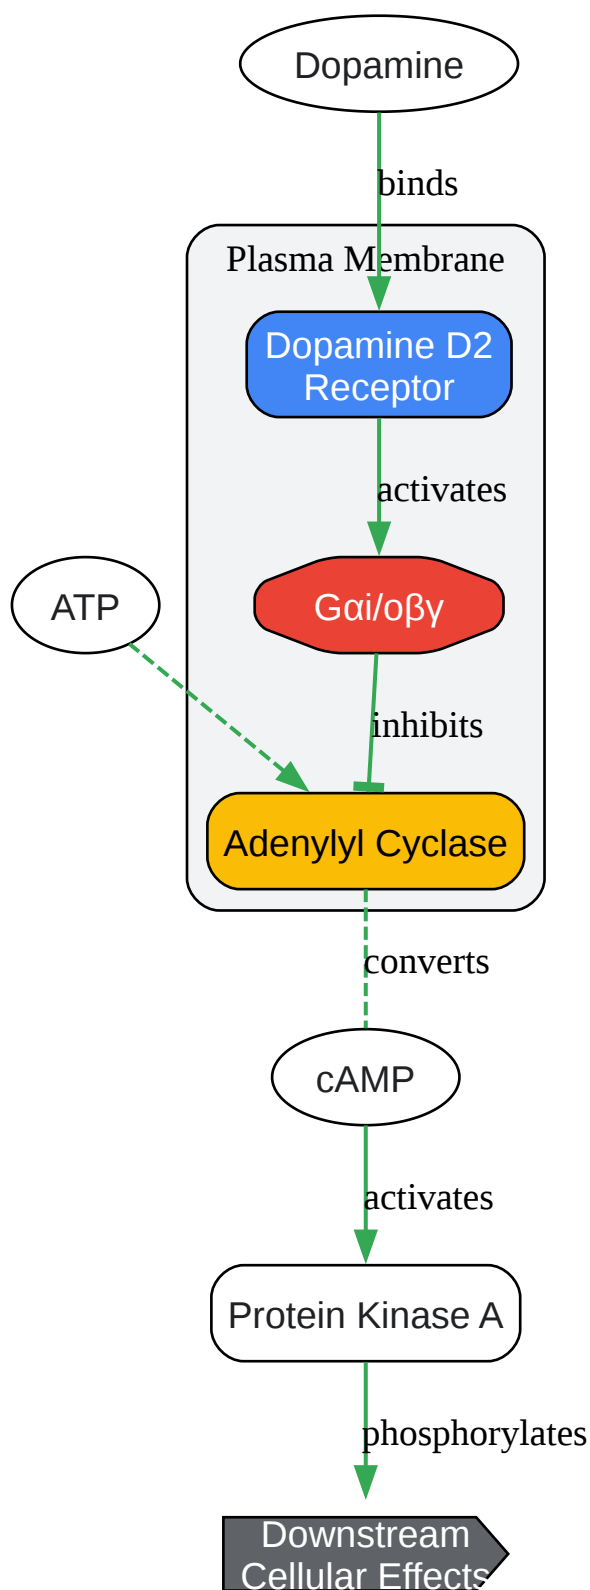 Dopamine
binds
Plasma Membrane
Dopamine D2
Receptor
activates
ATP
Gαi/oβγ
inhibits
Adenylyl Cyclase
converts
cAMP
activates
Protein Kinase A
phosphorylates
Downstream
Cellular Effects